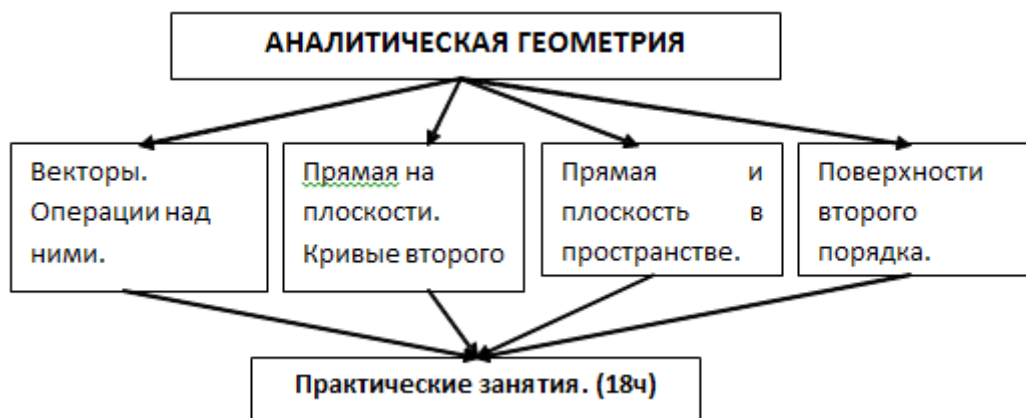 АНАЛИТИЧЕСКАЯ ГЕОМЕТРИЯ
Векторы.
Операции над
ними.
Прямая на
плоскости.
Кривые второго
Прямая и
плоскость в
пространстве.
Поверхности
второго
порядка.
Практические занятия. (18ч)